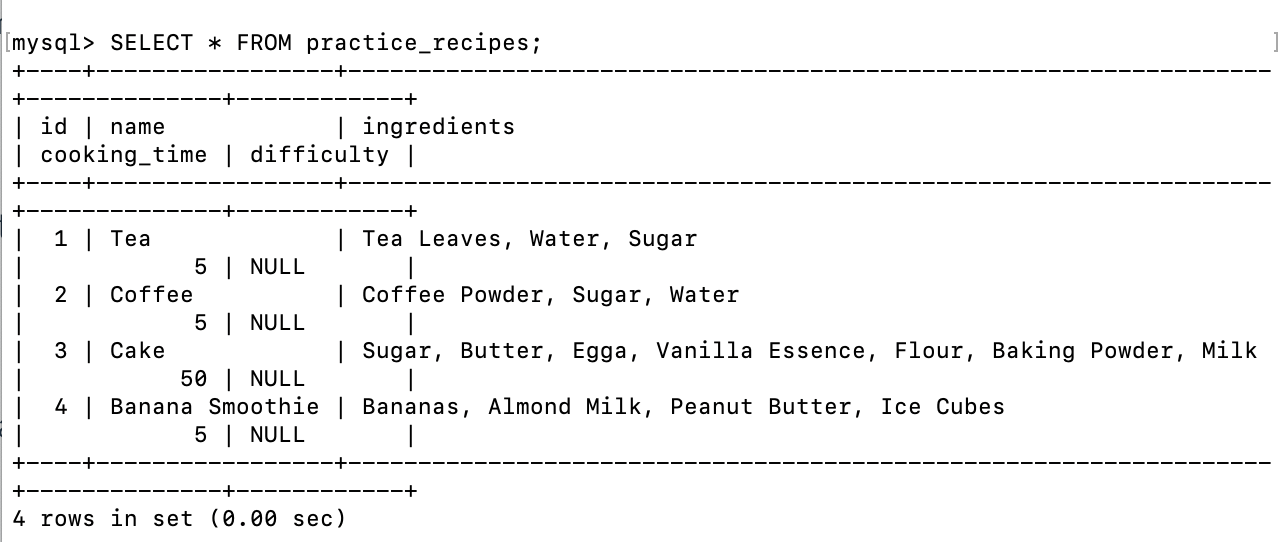 [mysql> SELECT * FROM practice_recipes; ]
+----+-----------------+------------------------------------------------------------------
+--------------+------------+
| id | name            | ingredients
| cooking_time | difficulty |
+----+-----------------+------------------------------------------------------------------
+--------------+------------+
|  1 | Tea             | Tea Leaves, Water, Sugar
|            5 | NULL       |
|  2 | Coffee          | Coffee Powder, Sugar, Water
|            5 | NULL       |
|  3 | Cake            | Sugar, Butter, Egga, Vanilla Essence, Flour, Baking Powder, Milk
|           50 | NULL       |
|  4 | Banana Smoothie | Bananas, Almond Milk, Peanut Butter, Ice Cubes
|            5 | NULL       |
+----+-----------------+------------------------------------------------------------------
+--------------+------------+
4 rows in set (0.00 sec)